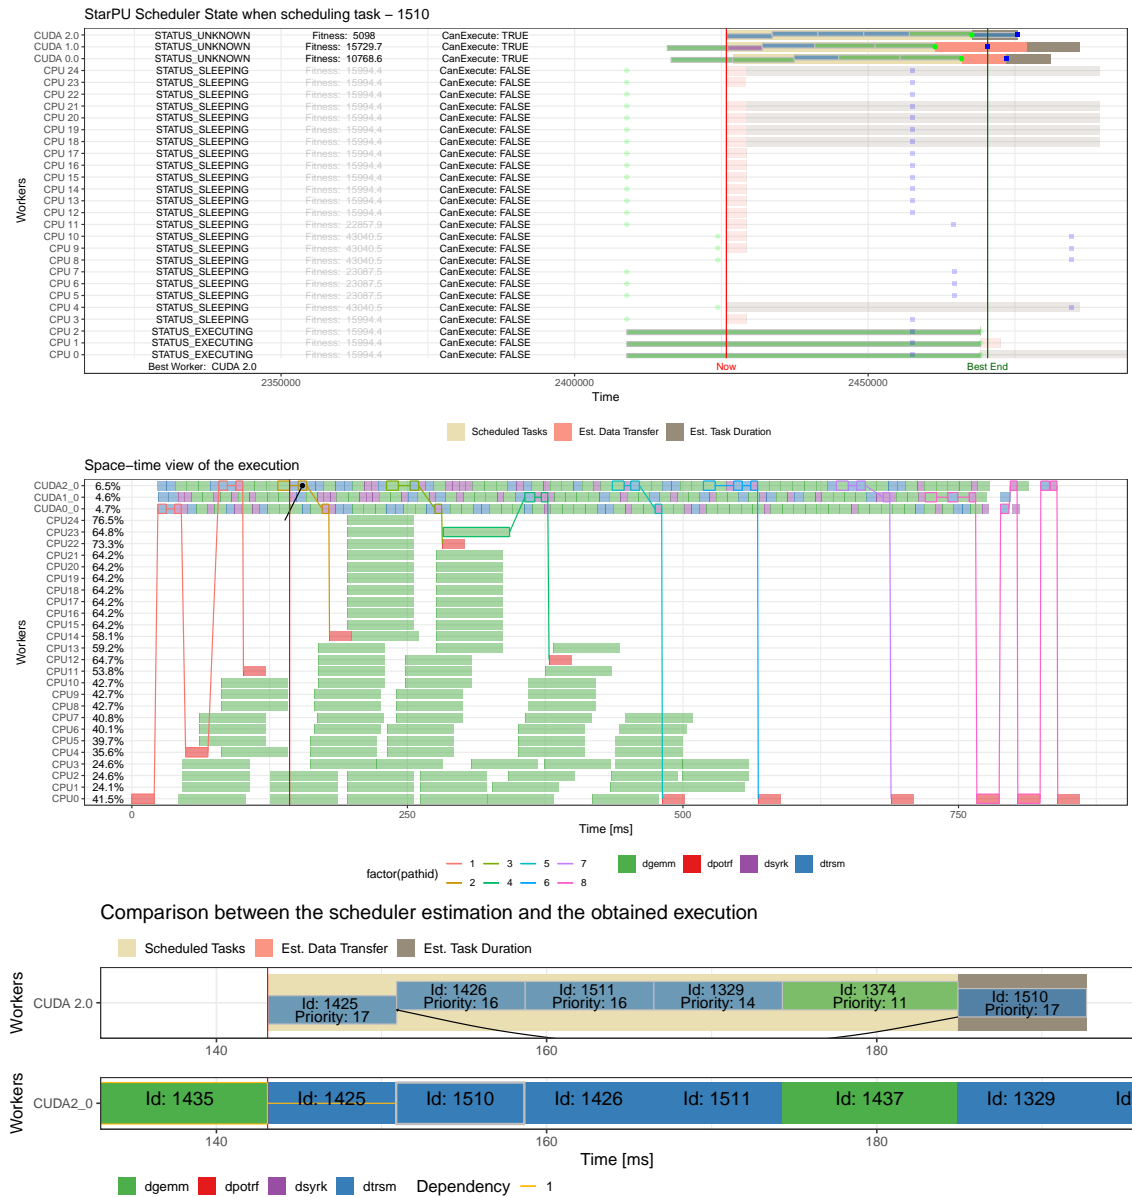 StarPU Scheduler State when scheduling task − 1510
CUDA 2.0 STATUS_UNKNOWN Fitness: 5098 CanExecute: TRUE
CUDA 1.0 STATUS_UNKNOWN Fitness: 15729.7 CanExecute: TRUE
CUDA 0.0 STATUS_UNKNOWN Fitness: 10768.6 CanExecute: TRUE
CPU 24 STATUS_SLEEPING Fitness: 15994.4 CanExecute: FALSE
CPU 23 STATUS_SLEEPING Fitness: 15994.4 CanExecute: FALSE
CPU 22 STATUS_SLEEPING Fitness: 15994.4 CanExecute: FALSE
CPU 21 STATUS_SLEEPING Fitness: 15994.4 CanExecute: FALSE
CPU 20 STATUS_SLEEPING Fitness: 15994.4 CanExecute: FALSE
CPU 19 STATUS_SLEEPING Fitness: 15994.4 CanExecute: FALSE
CPU 18 STATUS_SLEEPING Fitness: 15994.4 CanExecute: FALSE
CPU 17 STATUS_SLEEPING Fitness: 15994.4 CanExecute: FALSE
CPU 16 STATUS_SLEEPING Fitness: 15994.4 CanExecute: FALSE
CPU 15 STATUS_SLEEPING Fitness: 15994.4 CanExecute: FALSE
CPU 14 STATUS_SLEEPING Fitness: 15994.4 CanExecute: FALSE
CPU 13 STATUS_SLEEPING Fitness: 15994.4 CanExecute: FALSE
CPU 12 STATUS_SLEEPING Fitness: 15994.4 CanExecute: FALSE
CPU 11 STATUS_SLEEPING Fitness: 22857.9 CanExecute: FALSE
CPU 10 STATUS_SLEEPING Fitness: 43040.5 CanExecute: FALSE
CPU 9 STATUS_SLEEPING Fitness: 43040.5 CanExecute: FALSE
CPU 8 STATUS_SLEEPING Fitness: 43040.5 CanExecute: FALSE
CPU 7 STATUS_SLEEPING Fitness: 23087.5 CanExecute: FALSE
CPU 6 STATUS_SLEEPING Fitness: 23087.5 CanExecute: FALSE
CPU 5 STATUS_SLEEPING Fitness: 23087.5 CanExecute: FALSE
CPU 4 STATUS_SLEEPING Fitness: 43040.5 CanExecute: FALSE
CPU 3 STATUS_SLEEPING Fitness: 15994.4 CanExecute: FALSE
CPU 2 STATUS_EXECUTING Fitness: 15994.4 CanExecute: FALSE
CPU 1 STATUS_EXECUTING Fitness: 15994.4 CanExecute: FALSE
CPU 0 STATUS_EXECUTING Fitness: 15994.4 CanExecute: FALSE
Best Worker: CUDA 2.0 Now Best End
Workers
2350000 2400000 2450000
Time
Scheduled Tasks Est. Data Transfer Est. Task Duration
Space−time view of the execution
CUDA2_0 6.5%
CUDA1_0 4.6%
CUDA0_0 4.7%
CPU24 76.5%
CPU23 64.8%
CPU22 73.3%
CPU21 64.2%
CPU20 64.2%
CPU19 64.2%
CPU18 64.2%
CPU17 64.2%
CPU16 64.2%
CPU15 64.2%
CPU14 58.1%
CPU13 59.2%
CPU12 64.7%
CPU11 53.8%
CPU10 42.7%
CPU9 42.7%
CPU8 42.7%
CPU7 40.8%
CPU6 40.1%
CPU5 39.7%
CPU4 35.6%
CPU3 24.6%
CPU2 24.6%
CPU1 24.1%
CPU0 41.5%
Workers
0 250 500 750
Time [ms]
factor(pathid) 1 3 5 7
2 4 6 8
dgemm dpotrf dsyrk dtrsm
Comparison between the scheduler estimation and the obtained execution
Scheduled Tasks Est. Data Transfer Est. Task Duration
Workers
CUDA 2.0
Id: 1425
Priority: 17
Id: 1426
Priority: 16
Id: 1511
Priority: 16
Id: 1329
Priority: 14
Id: 1374
Priority: 11
Id: 1510
Priority: 17
140 160 180
Workers
CUDA2_0
Id: 1435 Id: 1425 Id: 1510 Id: 1426 Id: 1511 Id: 1437 Id: 1329 Id
140 160 180
Time [ms]
dgemm dpotrf dsyrk dtrsm Dependency 1